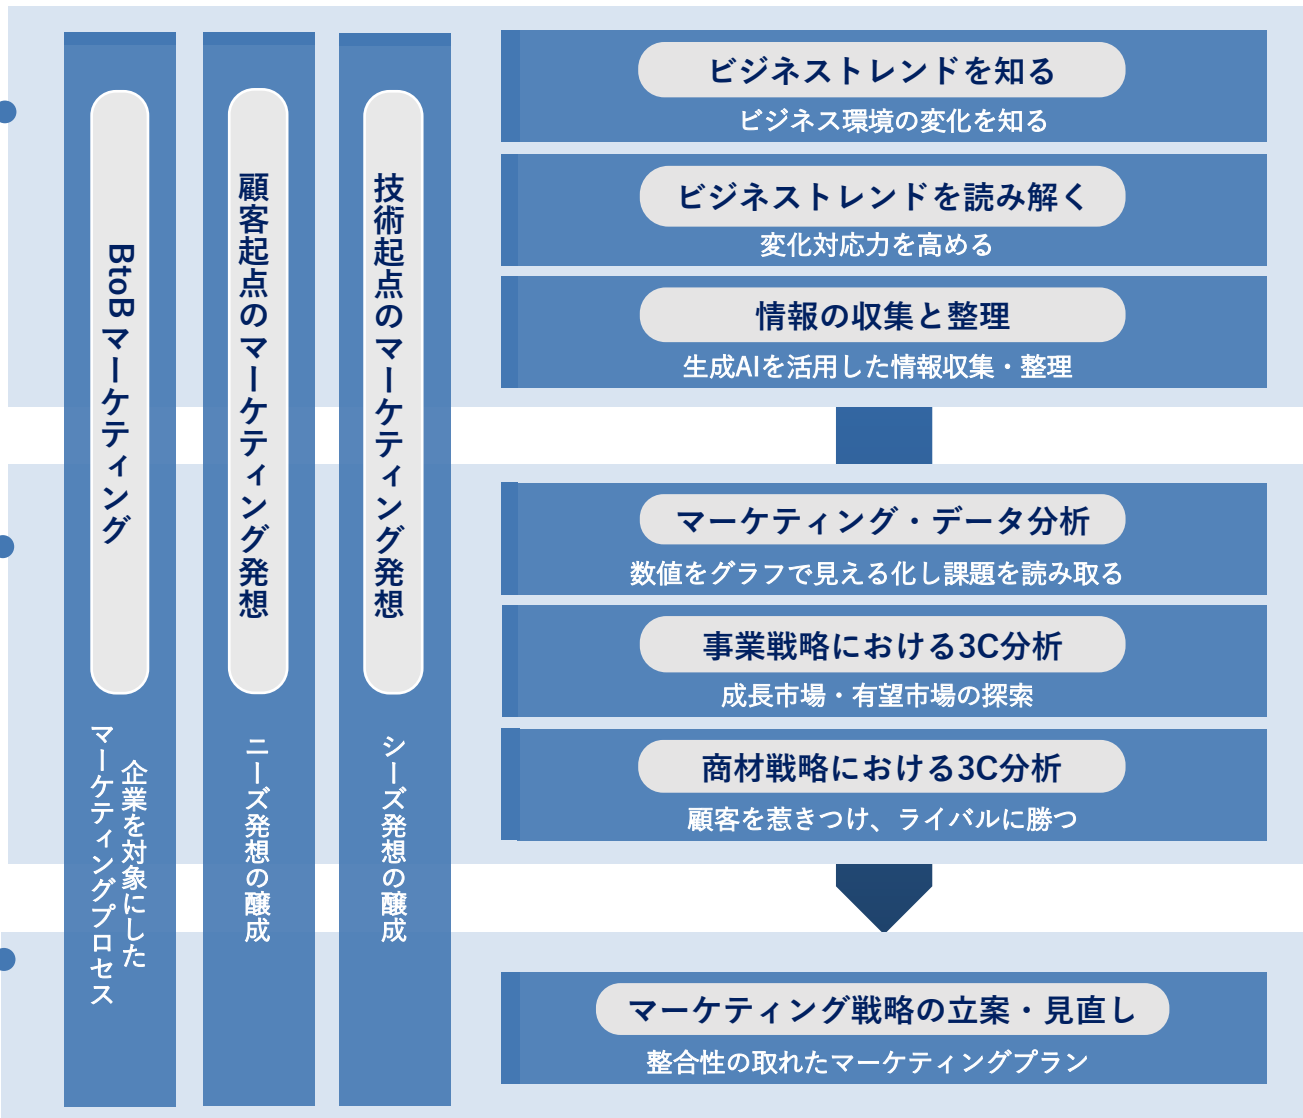 BtoBマーケティング
企業を対象にした
マーケティングプロセス
顧客起点のマーケティング発想
ニーズ発想の醸成
技術起点のマーケティング発想
シーズ発想の醸成
ビジネストレンドを知る
ビジネス環境の変化を知る
ビジネストレンドを読み解く
変化対応力を高める
情報の収集と整理
生成AIを活用した情報収集・整理
マーケティング・データ分析
数値をグラフで見える化し課題を読み取る
事業戦略における3C分析
成長市場・有望市場の探索
商材戦略における3C分析
顧客を惹きつけ、ライバルに勝つ
マーケティング戦略の立案・見直し
整合性の取れたマーケティングプラン